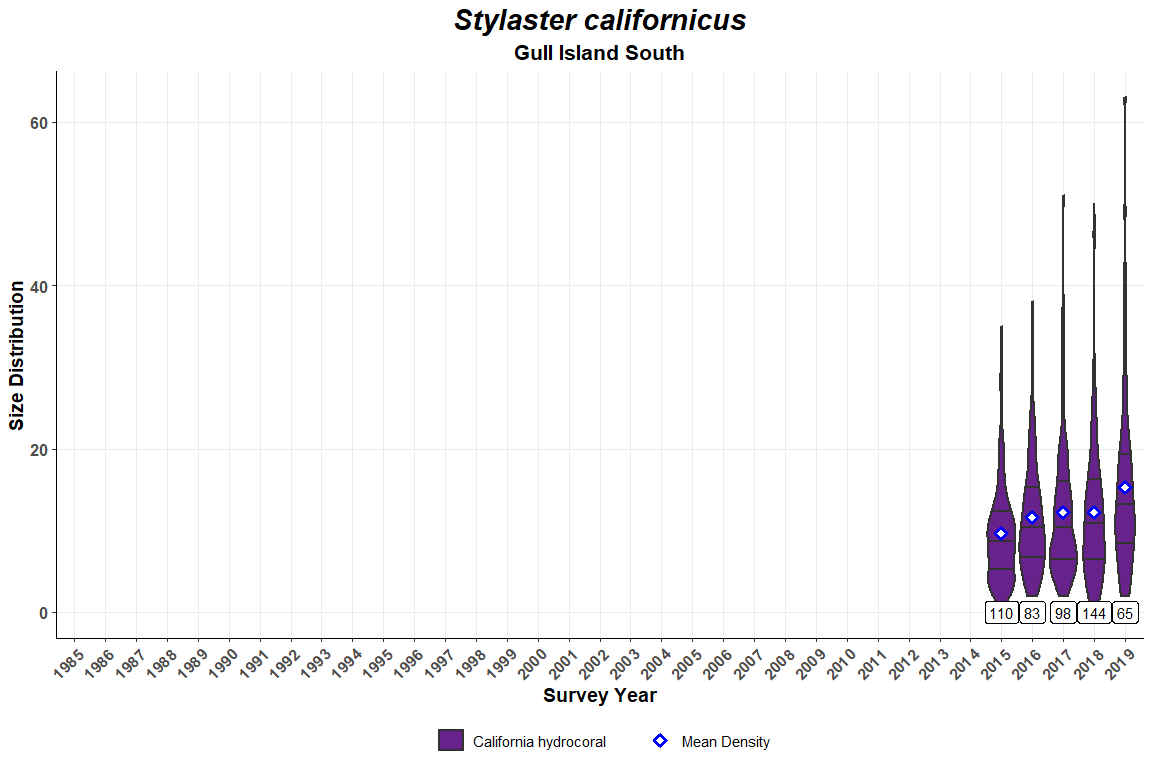 Stylaster californicus
Gull Island South
Size Distribution
60
40
20
0
110 83 98 144 65
1985 1986 1987 1988 1989 1990 1991 1992 1993 1994 1995 1996 1997 1998 1999 2000 2001 2002 2003 2004 2005 2006 2007 2008 2009 2010 2011 2012 2013 2014 2015 2016 2017 2018 2019
Survey Year
California hydrocoral Mean Density